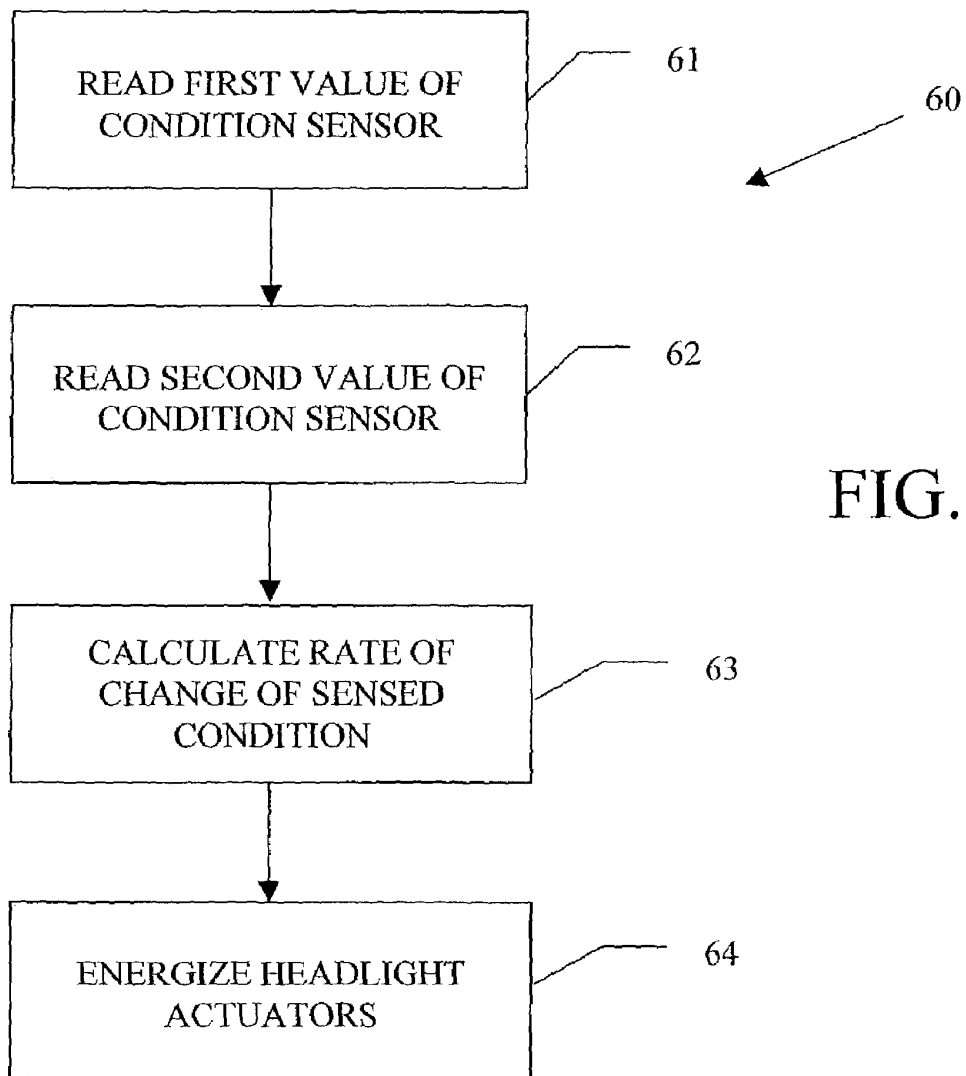 READ FIRST VALUE OF
CONDITION SENSOR
61
60
READ SECOND VALUE OF
CONDITION SENSOR
62
FIG.
CALCULATE RATE OF
CHANGE OF SENSED
CONDITION
63
ENERGIZE HEADLIGHT
ACTUATORS
64